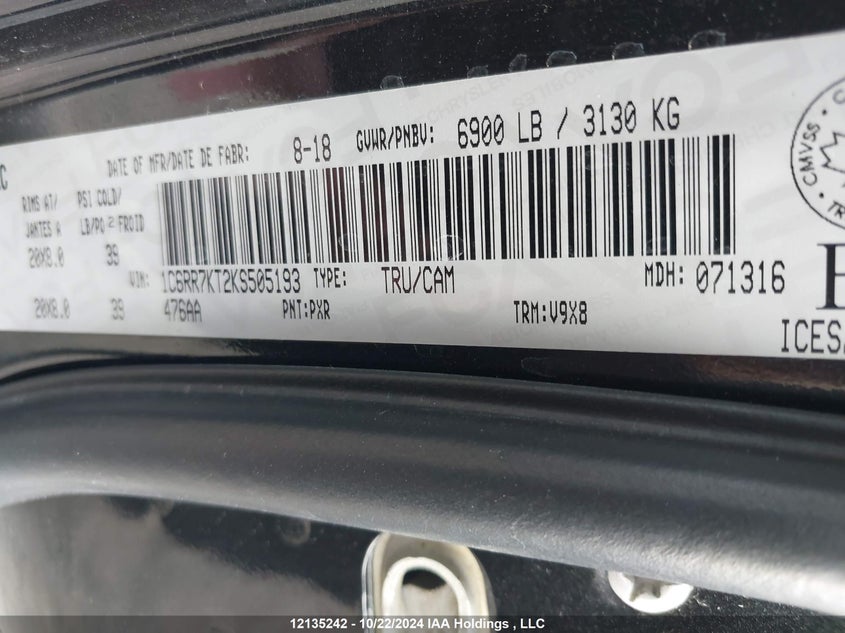 DATE OF MFR/DATE DE FABR: 8-18 GVWR/PNBV: 6900 LB / 3130 KG
RIMS AT/ PSI COLD/
JANTES A LB/PO2 FROID
20X8.0 39
20X8.0 39
VIN: 1C6RR7KT2KS505193 TYPE: TRU/CAM MDH: 071316
476AA PNT:PXR TRM:V9X8
CMVSS
ICES
12135242 - 10/22/2024 IAA Holdings , LLC